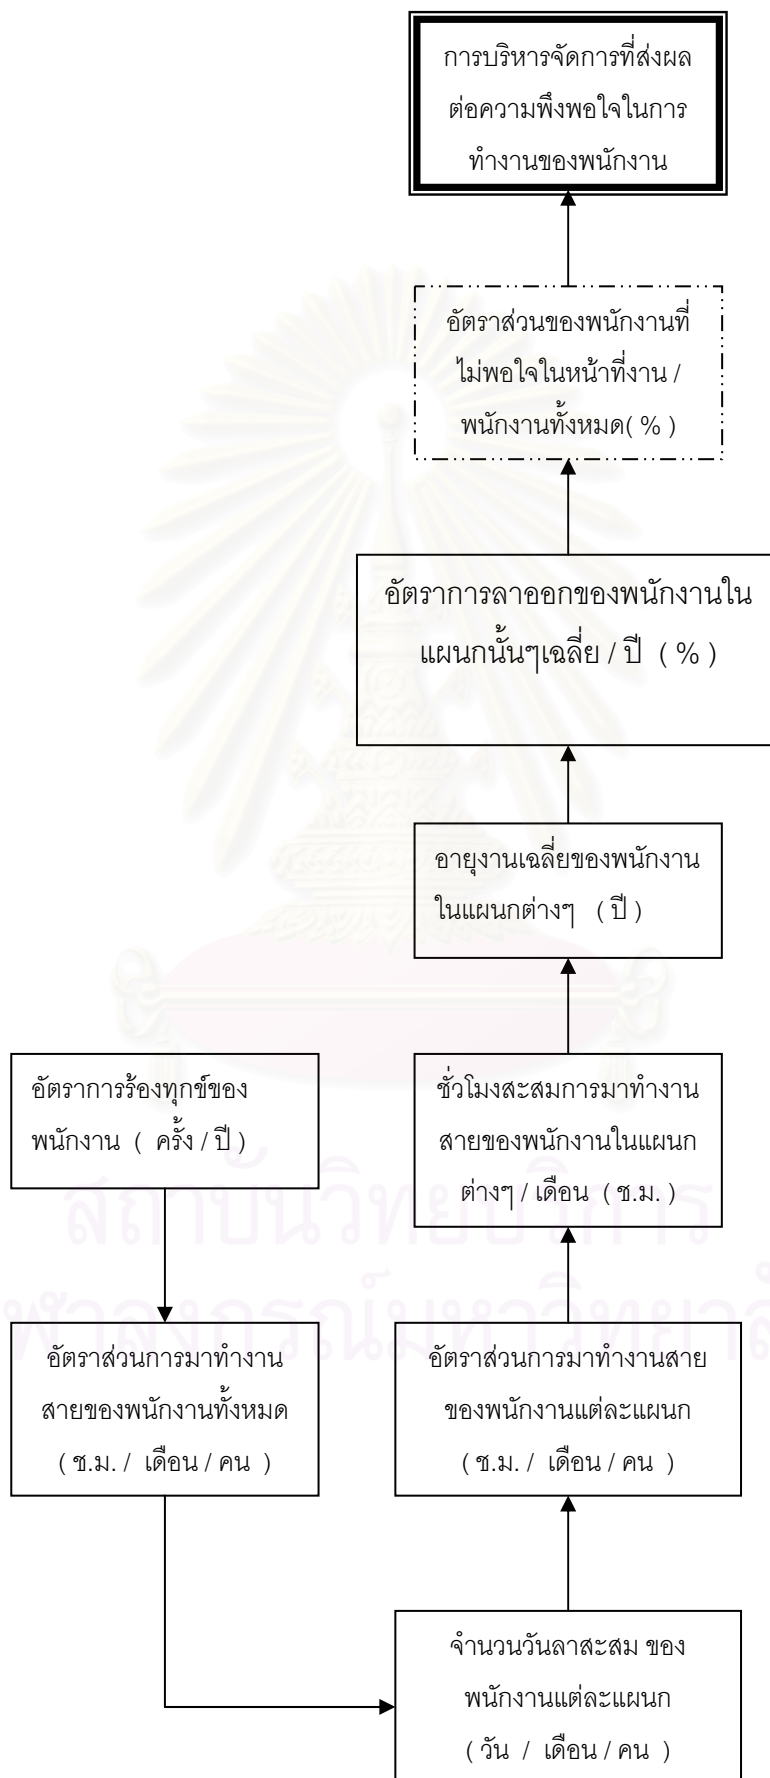 การบริหารจัดการที่ส่งผล
ต่อความพึงพอใจในการ
ทำงานของพนักงาน
อัตราส่วนของพนักงานที่
ไม่พอใจในหน้าที่งาน /
พนักงานทั้งหมด( % )
อัตราการลาออกของพนักงานใน
แผนกนั้นๆเฉลี่ย / ปี ( % )
อายุงานเฉลี่ยของพนักงาน
ในแผนกต่างๆ ( ปี )
อัตราการร้องทุกข์ของ
พนักงาน ( ครั้ง / ปี )
ชั่วโมงสะสมการมาทำงาน
สายของพนักงานในแผนก
ต่างๆ / เดือน ( ช.ม. )
สถาบันวิทยบริการ
อัตราส่วนการมาทำงาน
สายของพนักงานทั้งหมด
( ช.ม. / เดือน / คน )
อัตราส่วนการมาทำงานสาย
ของพนักงานแต่ละแผนก
( ช.ม. / เดือน / คน )
จำนวนวันลาสะสม ของ
พนักงานแต่ละแผนก
( วัน / เดือน / คน )